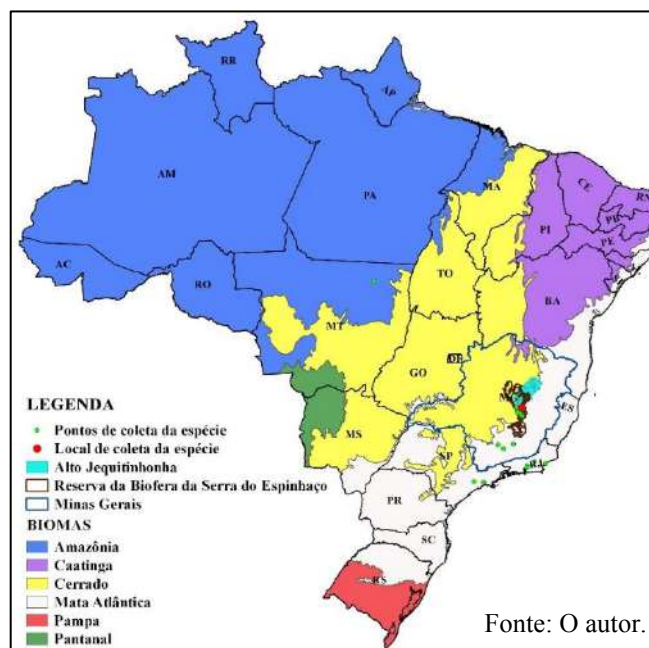 RR
AP
AM
PA
MA
CE
RN
PB
PE
PI
AC
RO
TO
BA
MT
GO
DF
MS
ES
SP
RJ
PR
SC
RS
LEGENDA
Pontos de coleta da espécie
Local de coleta da espécie
Alto Jequitinhonha
Reserva da Biofera da Serra do Espinhaço
Minas Gerais
BIOMAS
Amazônia
Caatinga
Cerrado
Mata Atlântica
Pampa
Pantanal
Fonte: O autor.